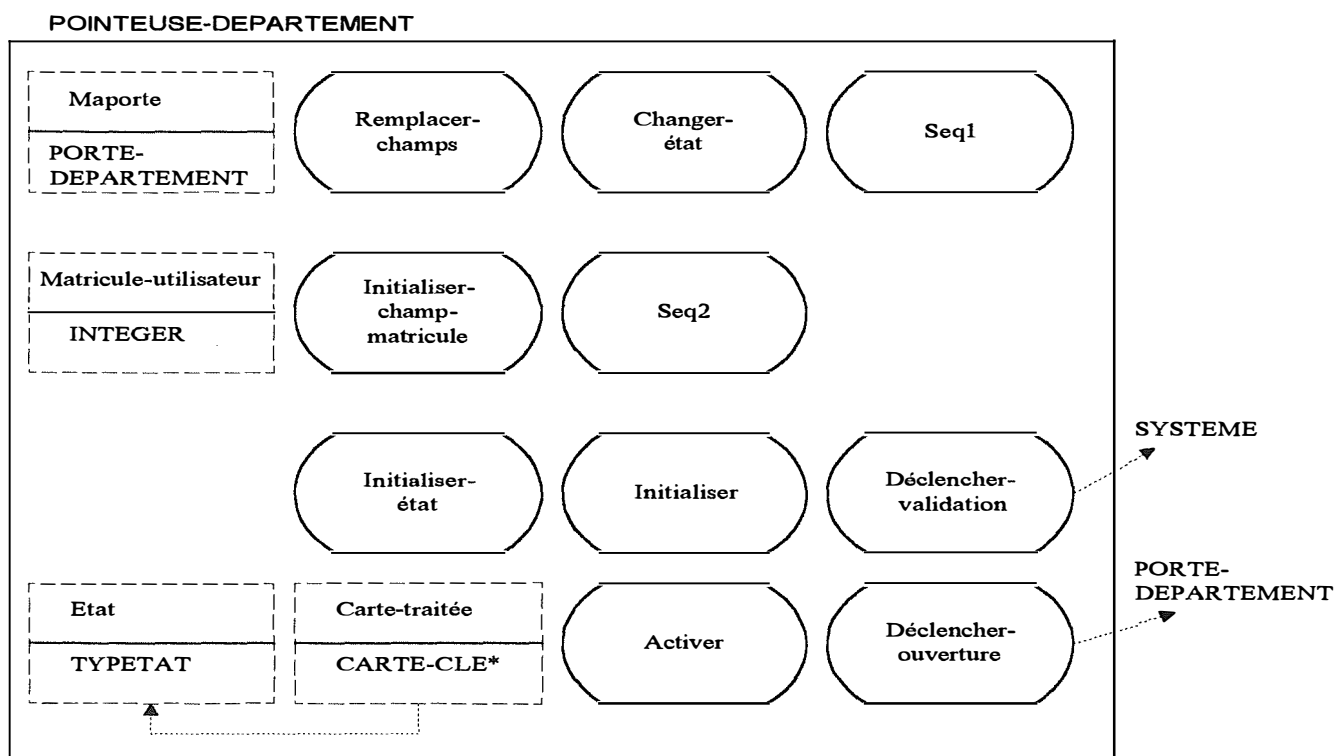 POINTEUSE-DEPARTEMENT
Maporte
PORTE-
DEPARTEMENT
Remplacer-
champs
Changer-
état
Seq1
Matricule-utilisateur
INTEGER
Initialiser-
champ-
matricule
Seq2
Initialiser-
état
Initialiser
Déclencher-
validation
SYSTEME
Etat
TYPETAT
Carte-traitée
CARTE-CLE*
Activer
Déclencher-
ouverture
PORTE-
DEPARTEMENT